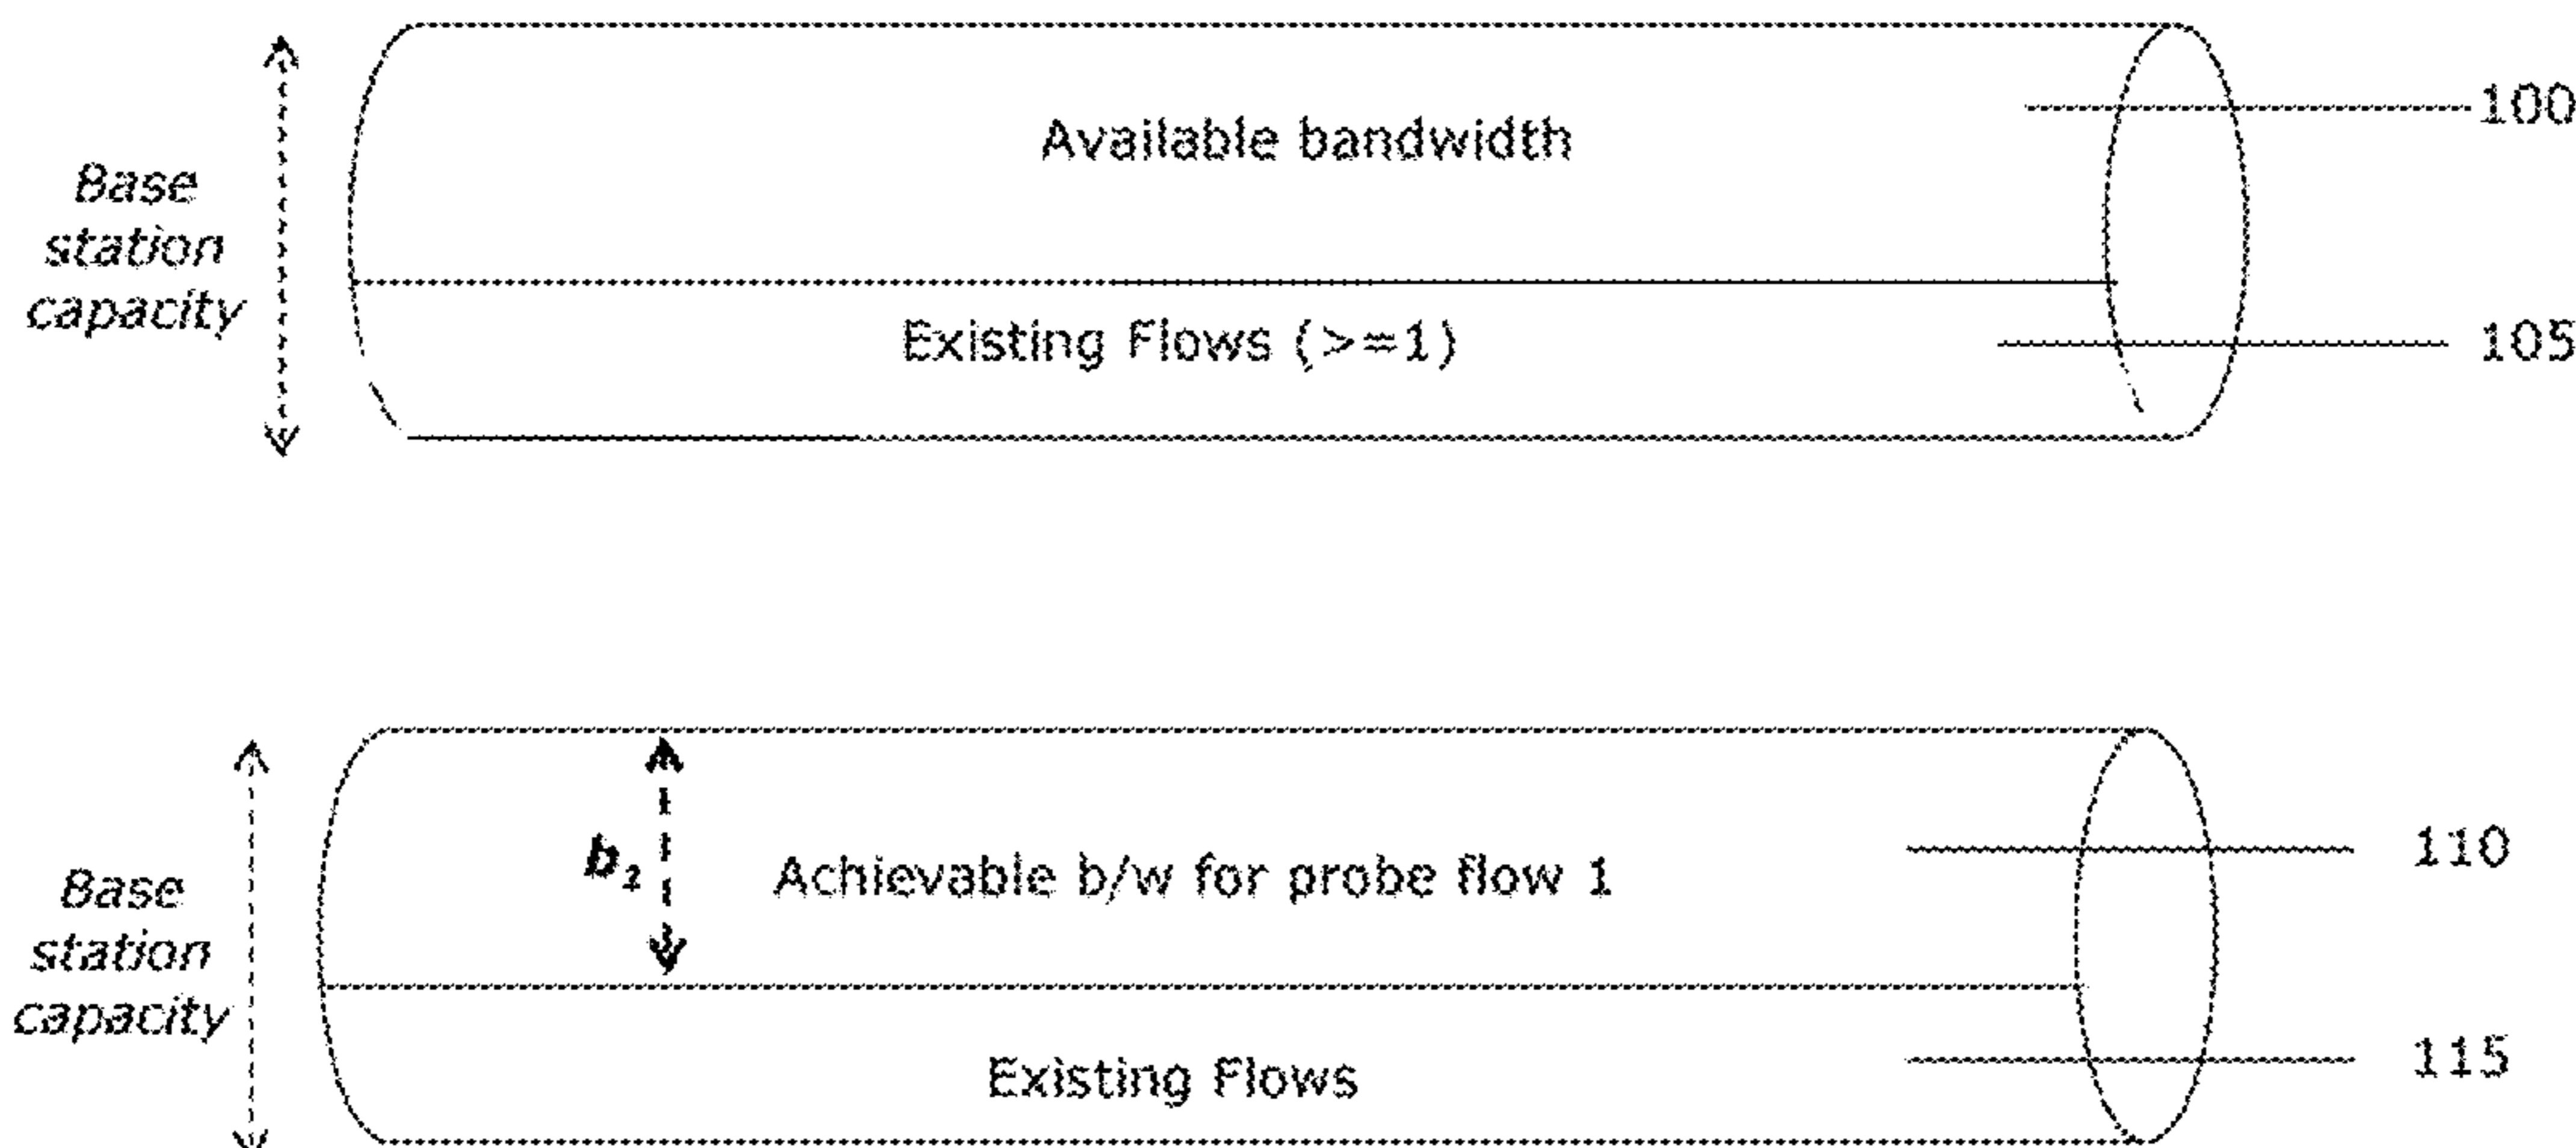 Available bandwidth
100
Base
station
capacity
Existing Flows (>=1)
105
b₁
Achievable b/w for probe flow 1
110
Base
station
capacity
Existing Flows
115